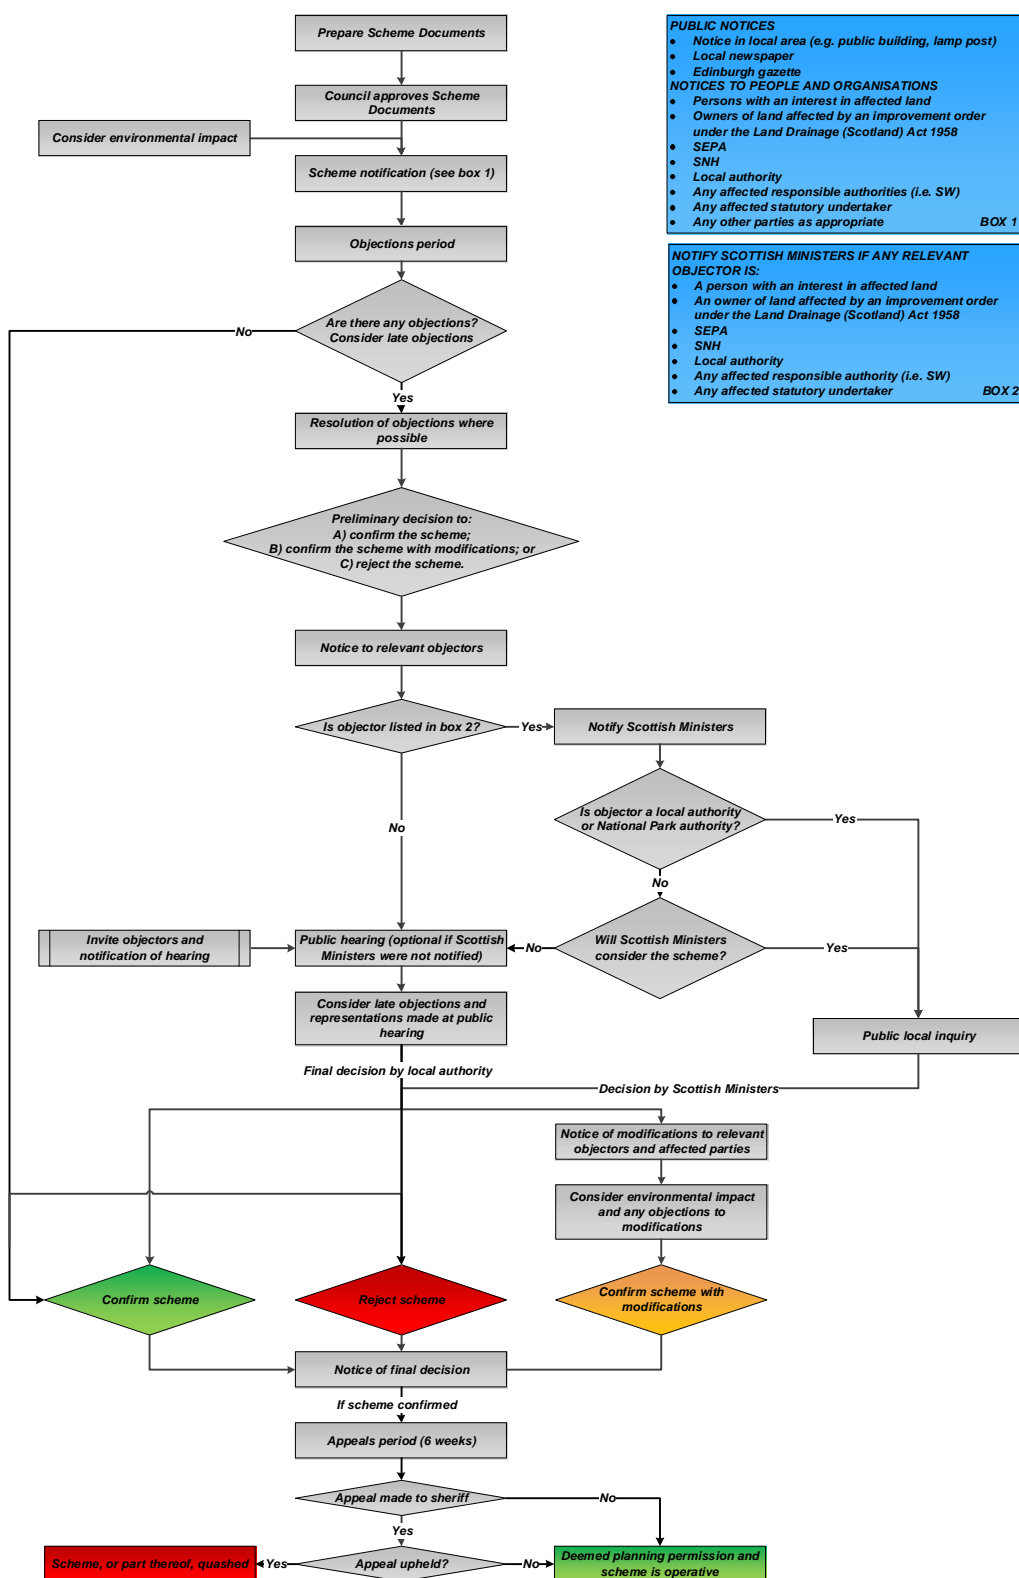 Prepare Scheme Documents
Council approves Scheme
Documents
Consider environmental impact
Scheme notification (see box 1)
Objections period
Are there any objections?
Consider late objections
No
Yes
Resolution of objections where
possible
Preliminary decision to:
A) confirm the scheme;
B) confirm the scheme with modifications; or
C) reject the scheme.
Notice to relevant objectors
Is objector listed in box 2?
Yes
Notify Scottish Ministers
Is objector a local authority
or National Park authority?
Yes
No
No
Invite objectors and
notification of hearing
Public hearing (optional if Scottish
Ministers were not notified)
No
Will Scottish Ministers
consider the scheme?
Yes
Consider late objections and
representations made at public
hearing
Public local inquiry
Final decision by local authority
Decision by Scottish Ministers
Notice of modifications to relevant
objectors and affected parties
Consider environmental impact
and any objections to
modifications
Confirm scheme
Reject scheme
Confirm scheme with
modifications
Notice of final decision
If scheme confirmed
Appeals period (6 weeks)
Appeal made to sheriff
No
Yes
Scheme, or part thereof, quashed
Yes
Appeal upheld?
No
Deemed planning permission and
scheme is operative
PUBLIC NOTICES
● Notice in local area (e.g. public building, lamp post)
● Local newspaper
● Edinburgh gazette
NOTICES TO PEOPLE AND ORGANISATIONS
● Persons with an interest in affected land
● Owners of land affected by an improvement order
under the Land Drainage (Scotland) Act 1958
● SEPA
● SNH
● Local authority
● Any affected responsible authorities (i.e. SW)
● Any affected statutory undertaker
● Any other parties as appropriate BOX 1
NOTIFY SCOTTISH MINISTERS IF ANY RELEVANT
OBJECTOR IS:
● A person with an interest in affected land
● An owner of land affected by an improvement order
under the Land Drainage (Scotland) Act 1958
● SEPA
● SNH
● Local authority
● Any affected responsible authority (i.e. SW)
● Any affected statutory undertaker BOX 2